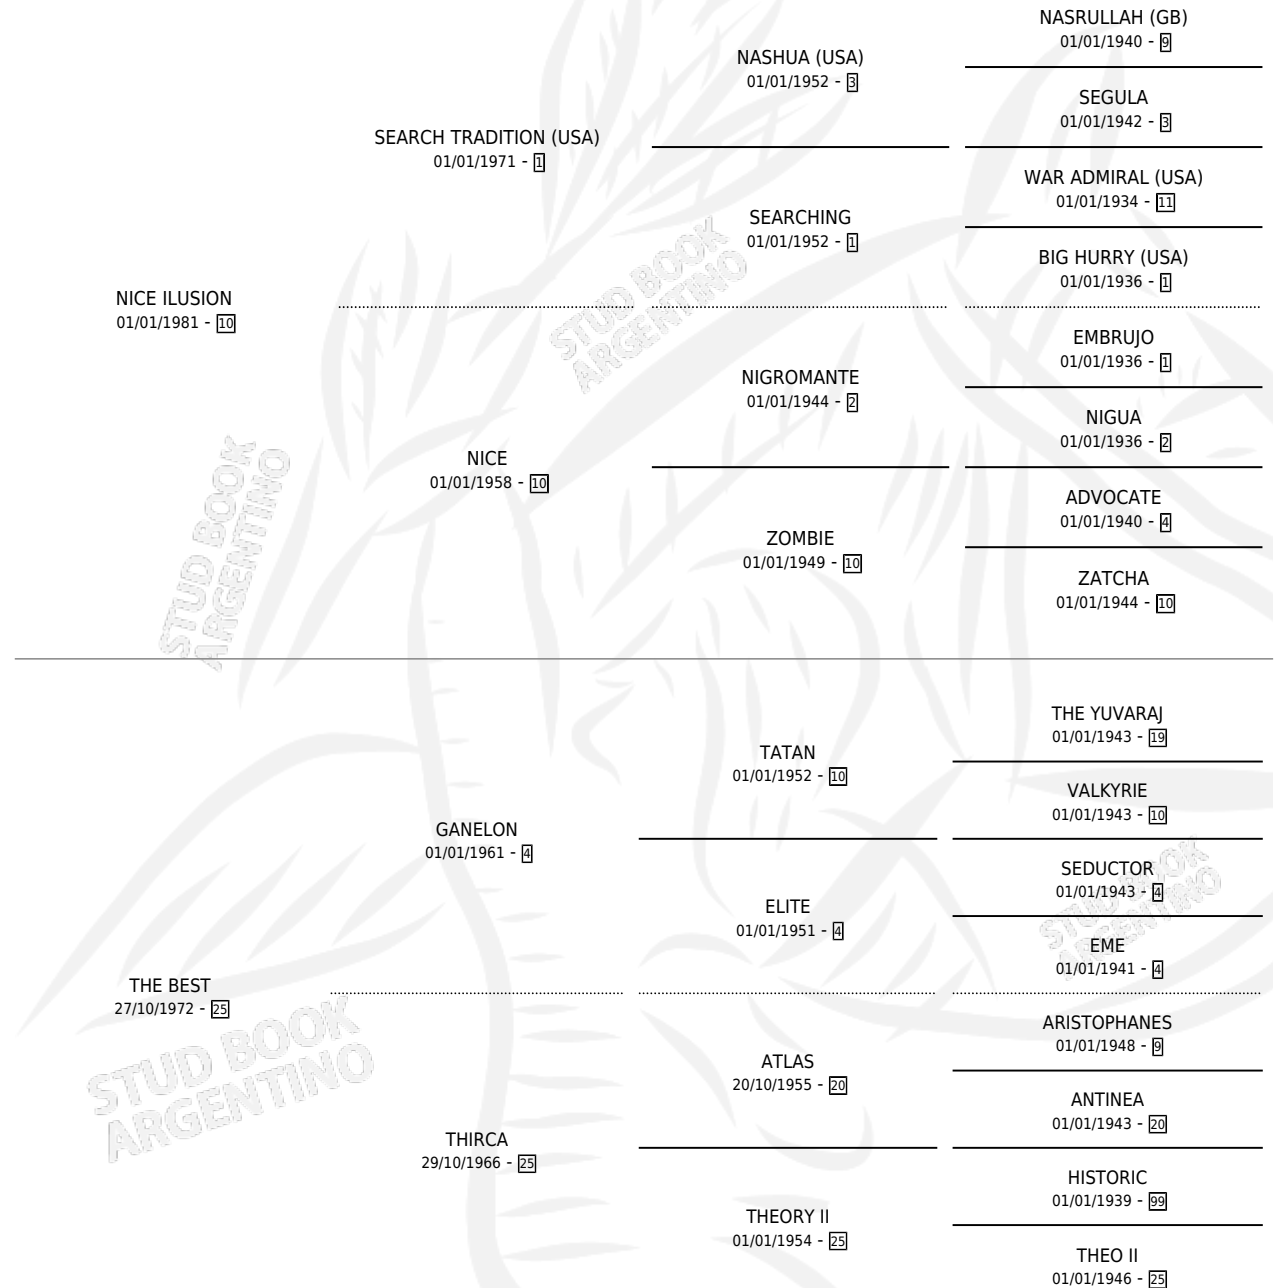 NASRULLAH (GB)
01/01/1940 - 9
NASHUA (USA)
01/01/1952 - 3
SEGULA
01/01/1942 - 3
SEARCH TRADITION (USA)
01/01/1971 - 1
WAR ADMIRAL (USA)
01/01/1934 - 11
SEARCHING
01/01/1952 - 1
BIG HURRY (USA)
01/01/1936 - 1
NICE ILUSION
01/01/1981 - 10
EMBRUJO
01/01/1936 - 1
NIGROMANTE
01/01/1944 - 2
NIGUA
01/01/1936 - 2
NICE
01/01/1958 - 10
ADVOCATE
01/01/1940 - 4
ZOMBIE
01/01/1949 - 10
ZATCHA
01/01/1944 - 10
THE YUVARAJ
01/01/1943 - 19
TATAN
01/01/1952 - 10
VALKYRIE
01/01/1943 - 10
GANELON
01/01/1961 - 4
SEDUCTOR
01/01/1943 - 4
ELITE
01/01/1951 - 4
EME
01/01/1941 - 4
THE BEST
27/10/1972 - 25
ARISTOPHANES
01/01/1948 - 9
ATLAS
20/10/1955 - 20
ANTINEA
01/01/1943 - 20
THIRCA
29/10/1966 - 25
HISTORIC
01/01/1939 - 99
THEORY II
01/01/1954 - 25
THEO II
01/01/1946 - 25
STUD BOOK
ARGENTINO
STUD BOOK
ARGENTINO
STUD BOOK
ARGENTINO
STUD BOOK
ARGENTINO